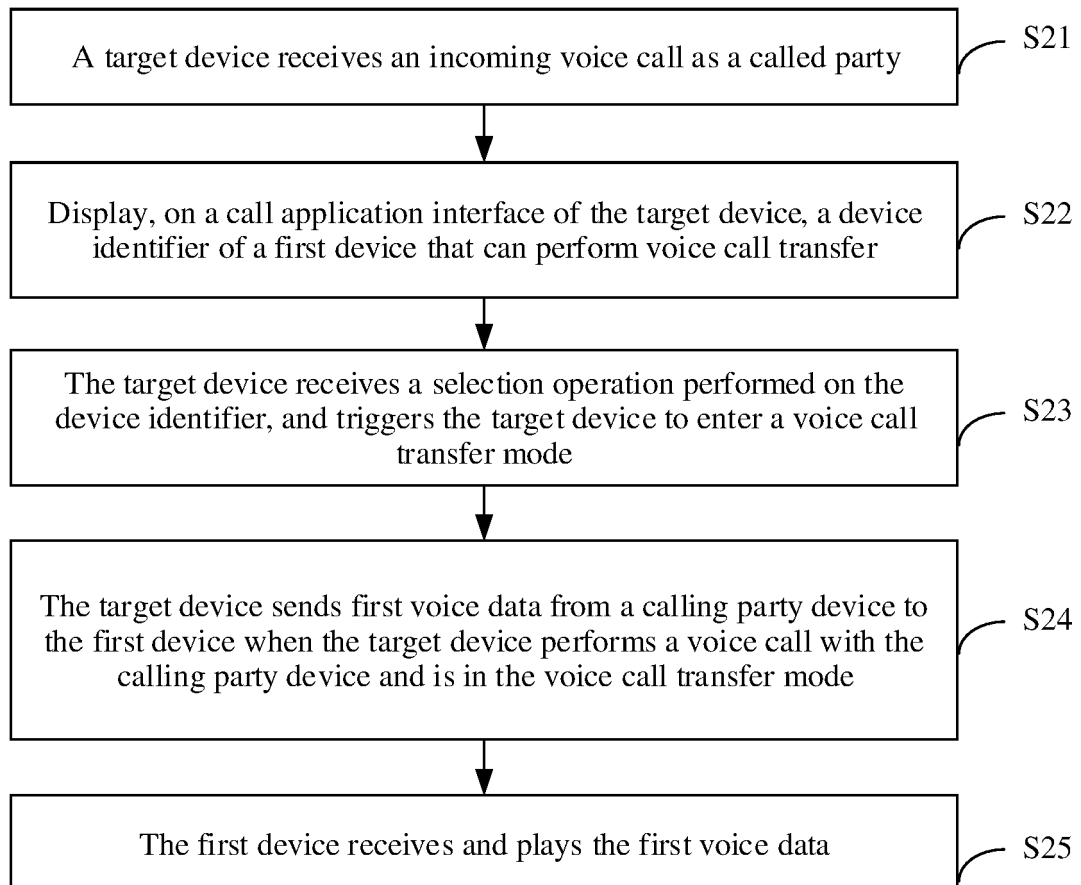 A target device receives an incoming voice call as a called party
S21
Display, on a call application interface of the target device, a device
identifier of a first device that can perform voice call transfer
S22
The target device receives a selection operation performed on the
device identifier, and triggers the target device to enter a voice call
transfer mode
S23
The target device sends first voice data from a calling party device to
the first device when the target device performs a voice call with the
calling party device and is in the voice call transfer mode
S24
The first device receives and plays the first voice data
S25